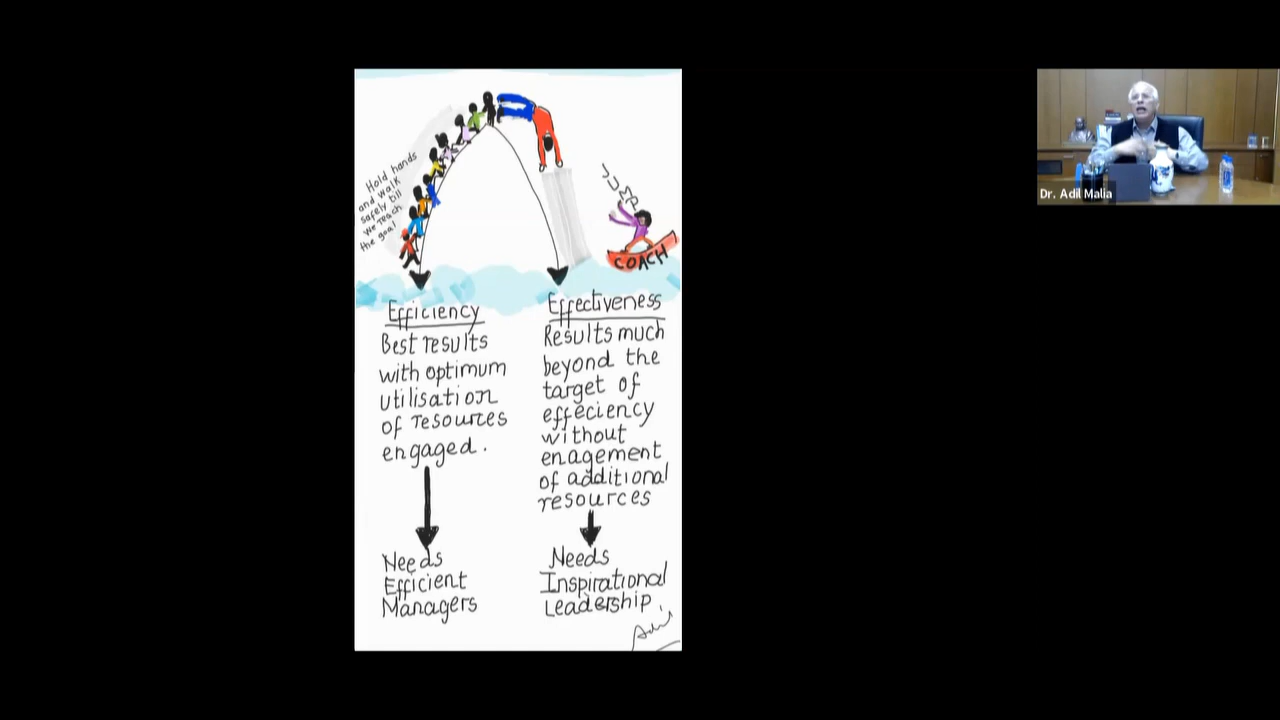 Hold hands
and walk
safely till
we reach
the goal
JUMP
COACH
Efficiency
Best results
with optimum
utilisation
of resources
engaged.
Needs
Efficient
Managers
Effectiveness
Results much
beyond the
target of
effeciency
without
enagement
of additional
resources
Needs
Inspirational
Leadership.
Adil
Dr. Adil Malia